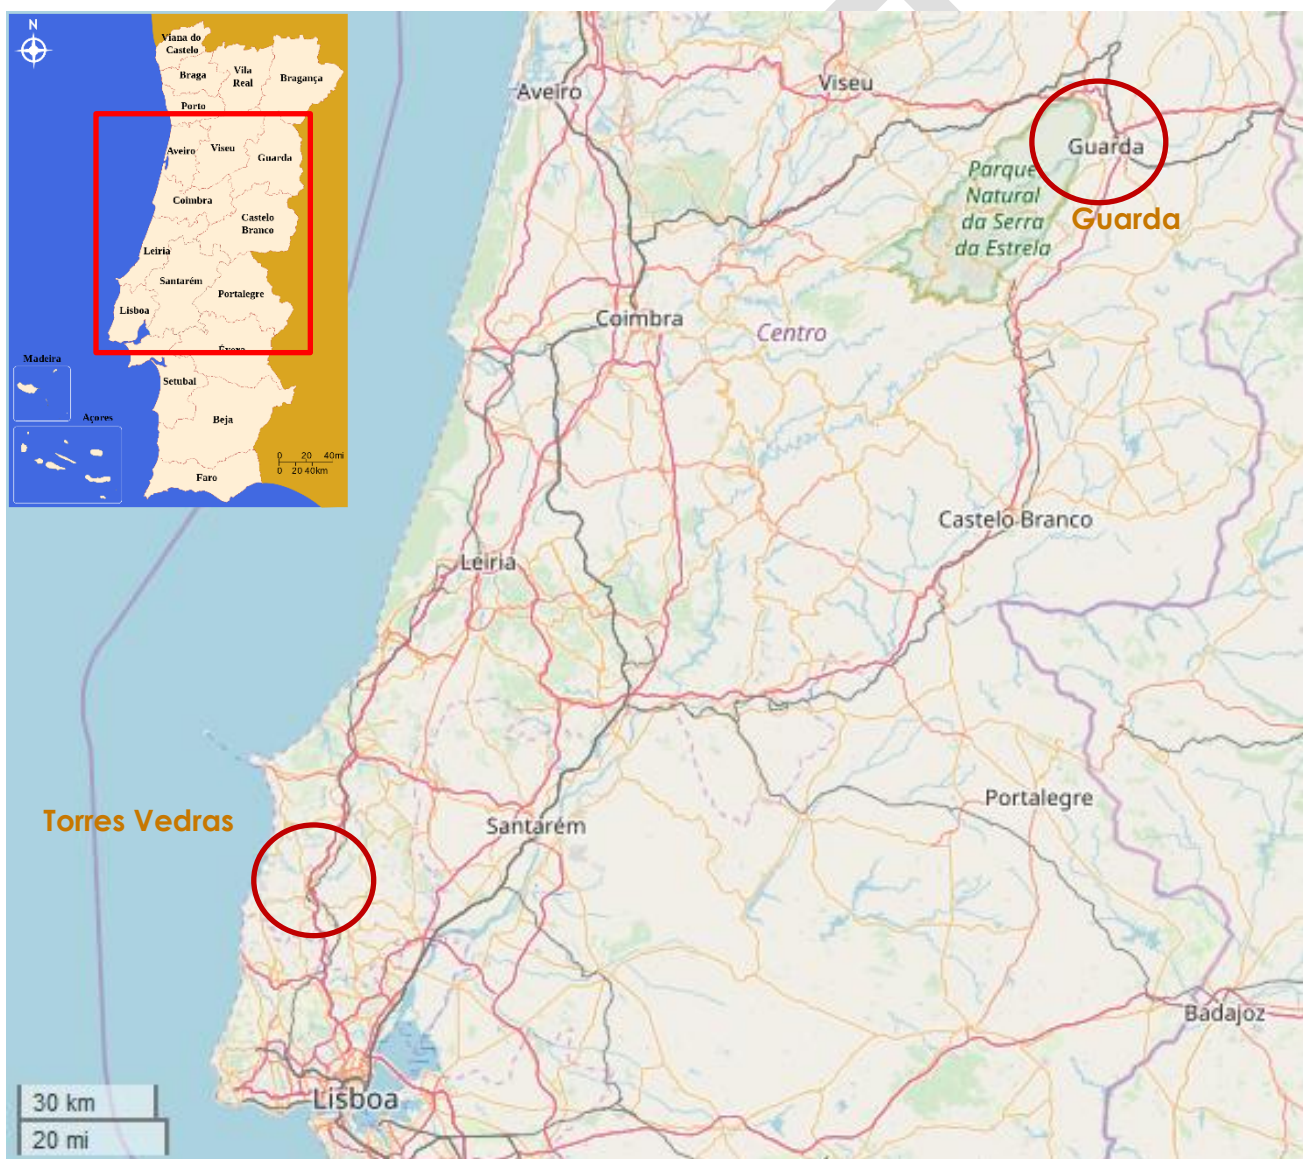 N
Viana do
Castelo
Braga
Vila
Real
Bragança
Porto
Aveiro
Viseu
Guarda
Coimbra
Castelo
Branco
Leiria
Santarém
Portalegre
Lisboa
Évora
Madeira
Setubal
Açores
Beja
Faro
0 20 40mi
0 20 40km
Aveiro
Viseu
Guarda
Parque
Natural
da Serra
da Estrela
Guarda
Coimbra
Centro
Castelo Branco
Leiria
Portalegre
Torres Vedras
Santarém
Badajoz
Lisboa
30 km
20 mi